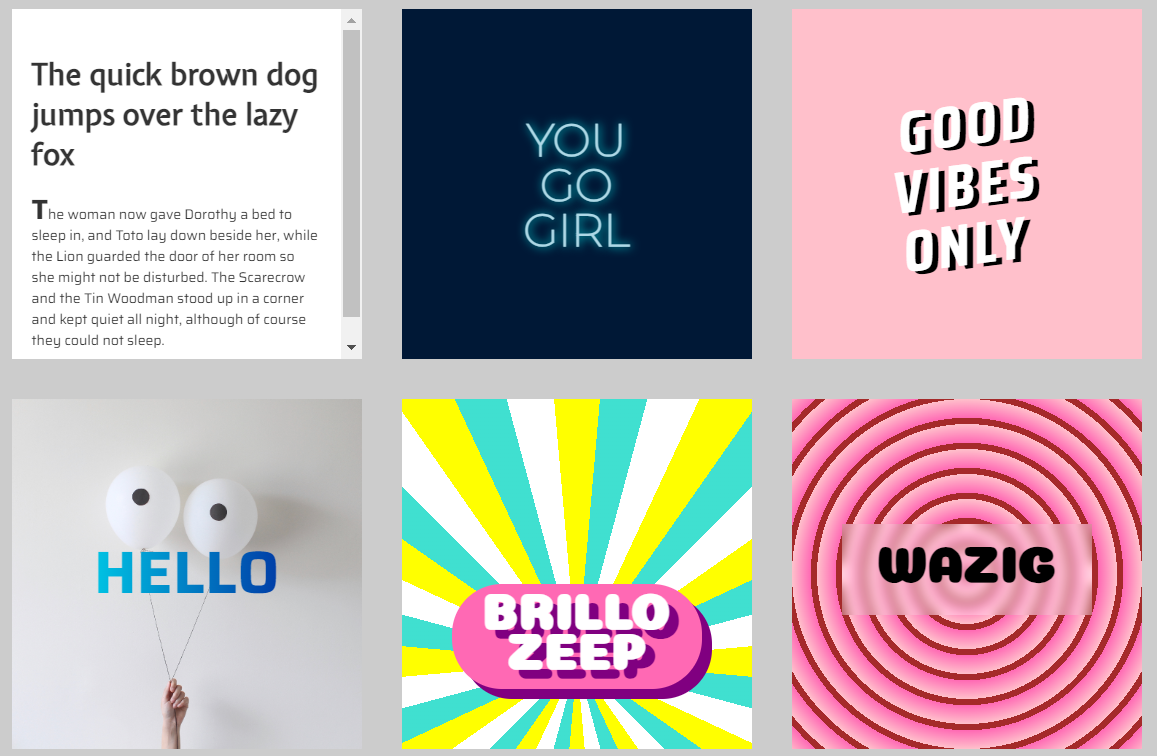 The quick brown dog
jumps over the lazy
fox
The woman now gave Dorothy a bed to
sleep in, and Toto lay down beside her, while
the Lion guarded the door of her room so
she might not be disturbed. The Scarecrow
and the Tin Woodman stood up in a corner
and kept quiet all night, although of course
they could not sleep.
YOU
GO
GIRL
GOOD
VIBES
ONLY
HELLO
BRILLO
ZEEP
WAZIG